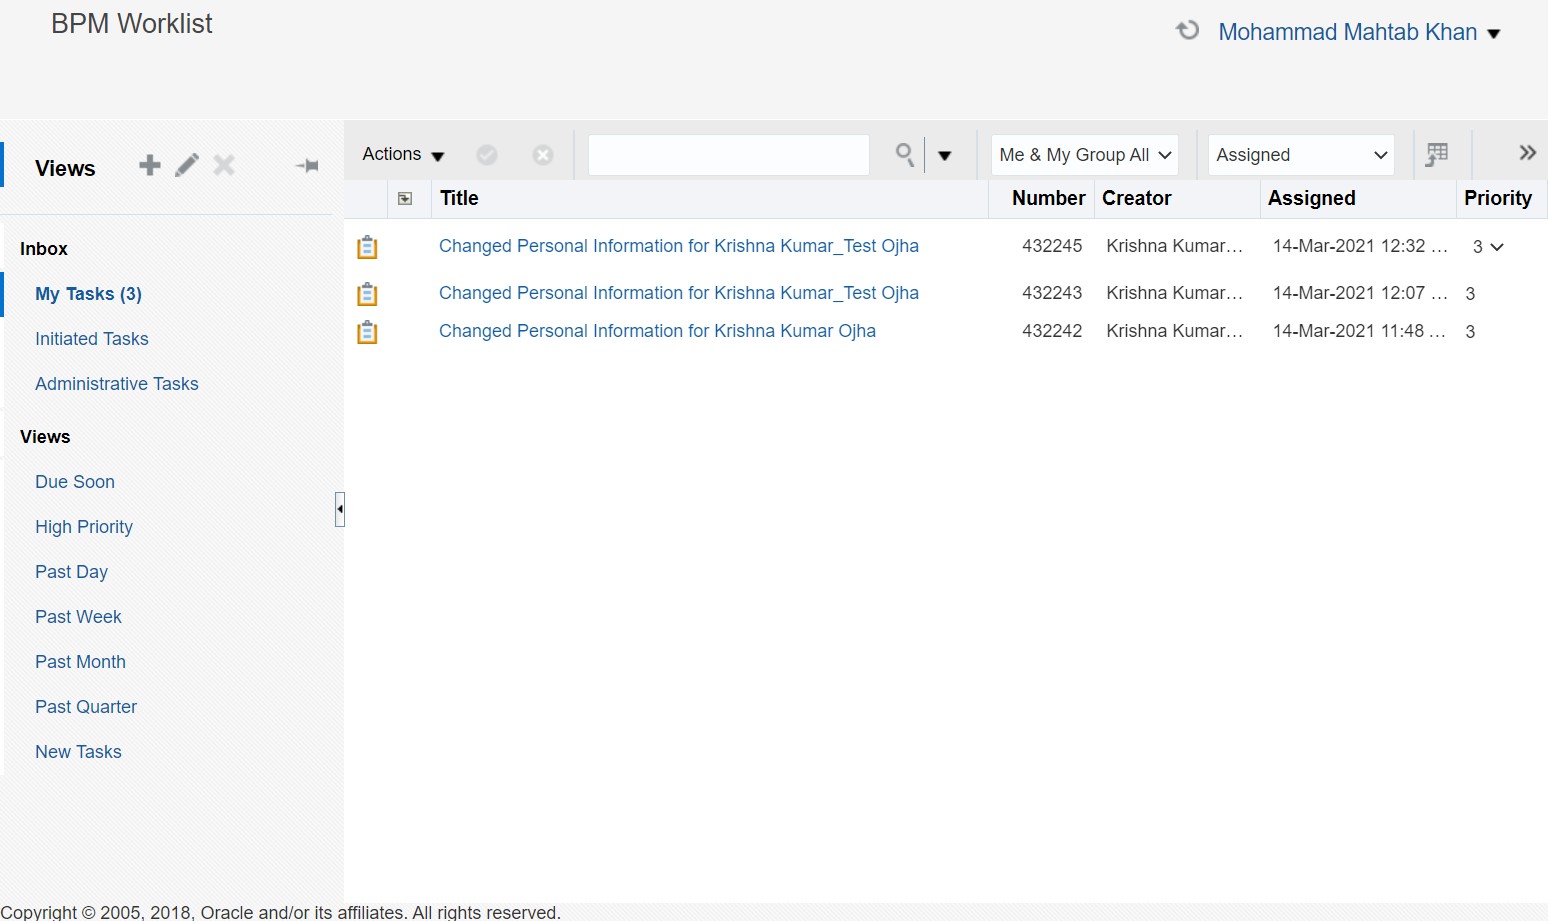 BPM Worklist
Mohammad Mahtab Khan
Views
Actions
Me & My Group All
Assigned
Title Number Creator Assigned Priority
Inbox
My Tasks (3)
Initiated Tasks
Administrative Tasks
Views
Due Soon
High Priority
Past Day
Past Week
Past Month
Past Quarter
New Tasks
Changed Personal Information for Krishna Kumar_Test Ojha 432245 Krishna Kumar... 14-Mar-2021 12:32 ... 3
Changed Personal Information for Krishna Kumar_Test Ojha 432243 Krishna Kumar... 14-Mar-2021 12:07 ... 3
Changed Personal Information for Krishna Kumar Ojha 432242 Krishna Kumar... 14-Mar-2021 11:48 ... 3
Copyright © 2005, 2018, Oracle and/or its affiliates. All rights reserved.